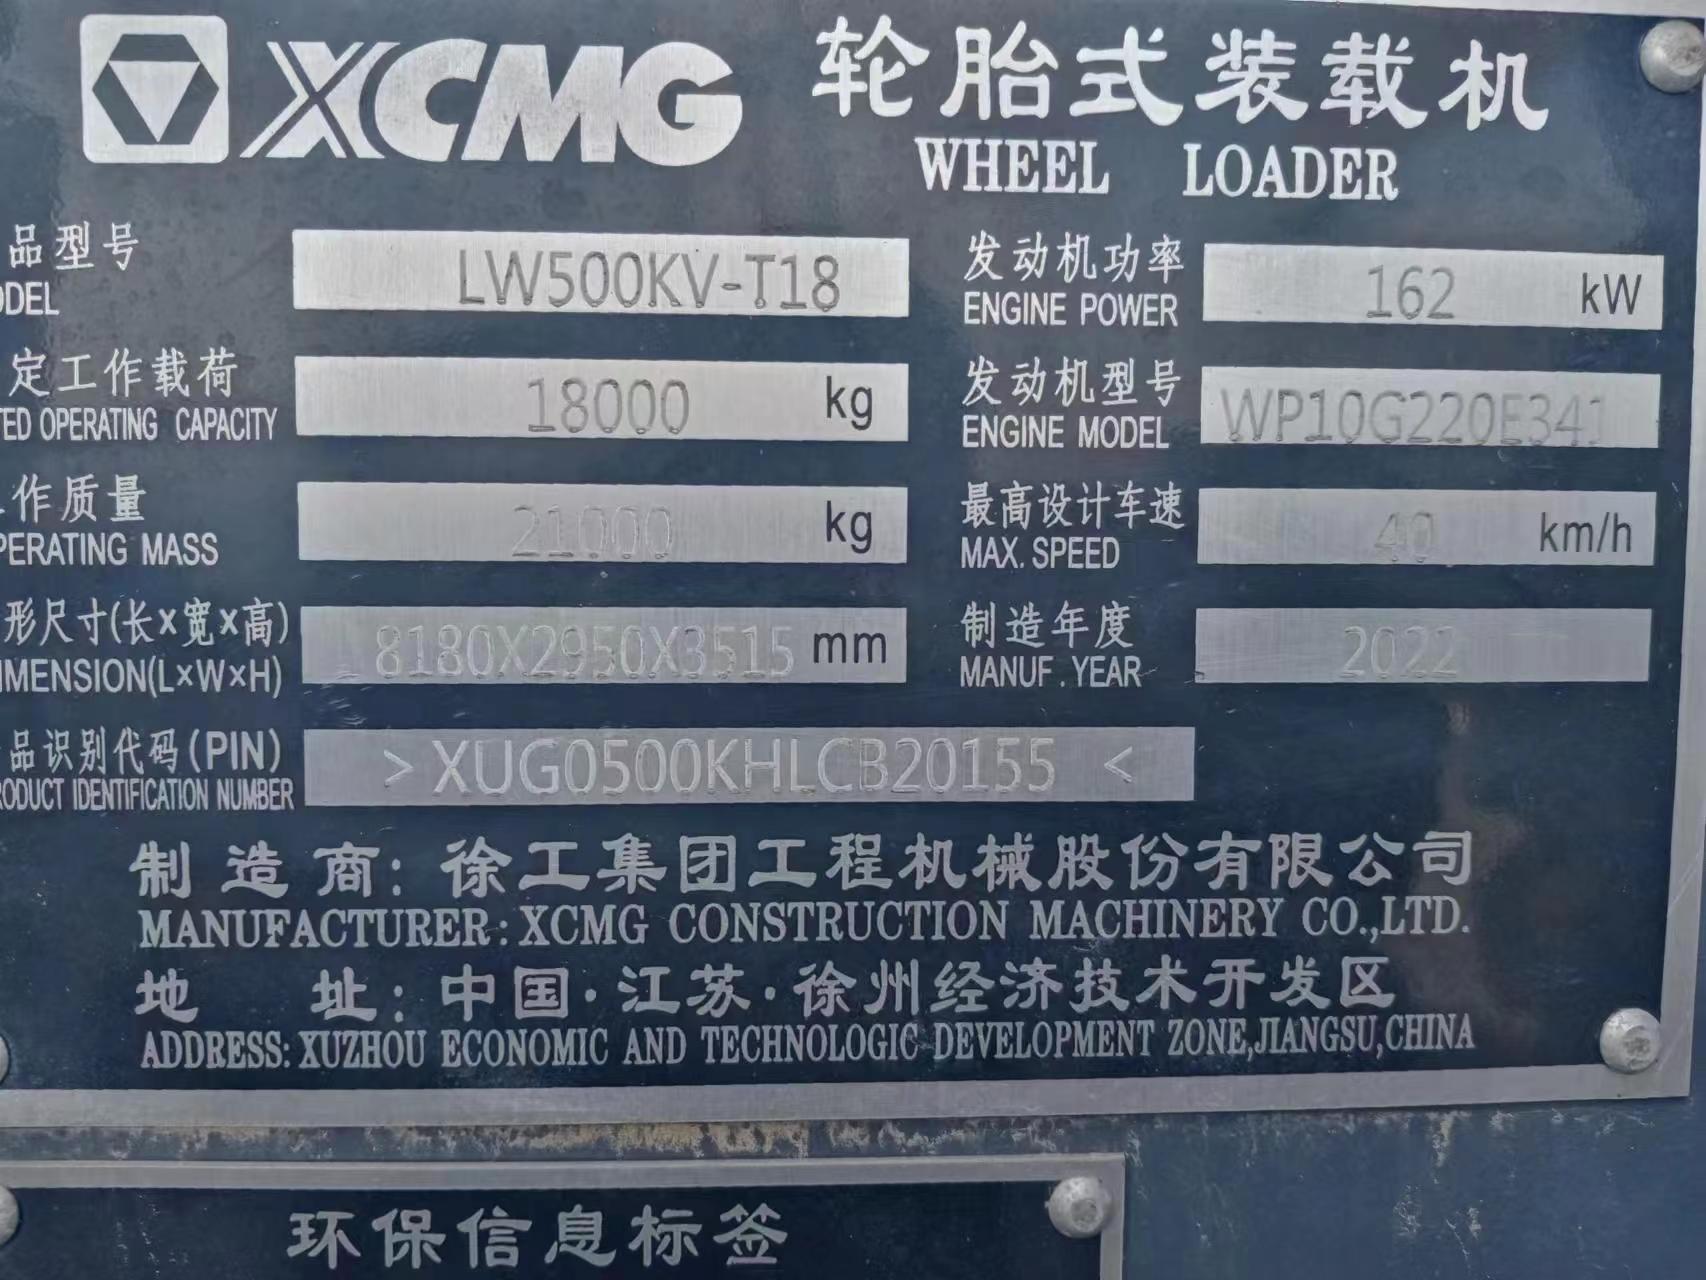 XCMG 轮胎式装载机
WHEEL LOADER
品型号 LW500KV-T18 发动机功率 162 kW
ODEL ENGINE POWER
定工作载荷 18000 kg 发动机型号 WP10G220E341
TED OPERATING CAPACITY ENGINE MODEL
作质量 21000 kg 最高设计车速 40 km/h
PERATING MASS MAX. SPEED
形尺寸(长×宽×高) 8180X2950X3515 mm 制造年度 2022
IMENSION(L×W×H) MANUF. YEAR
品识别代码(PIN) >XUG0500KHLCB20155<
RODUCT IDENTIFICATION NUMBER
制造商: 徐工集团工程机械股份有限公司
MANUFACTURER: XCMG CONSTRUCTION MACHINERY CO.,LTD.
地址: 中国·江苏·徐州经济技术开发区
ADDRESS: XUZHOU ECONOMIC AND TECHNOLOGIC DEVELOPMENT ZONE,JIANGSU,CHINA
环保信息标签